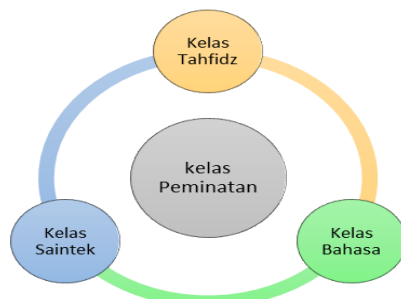 Kelas
Tahfidz
kelas
Peminatan
Kelas
Saintek
Kelas
Bahasa